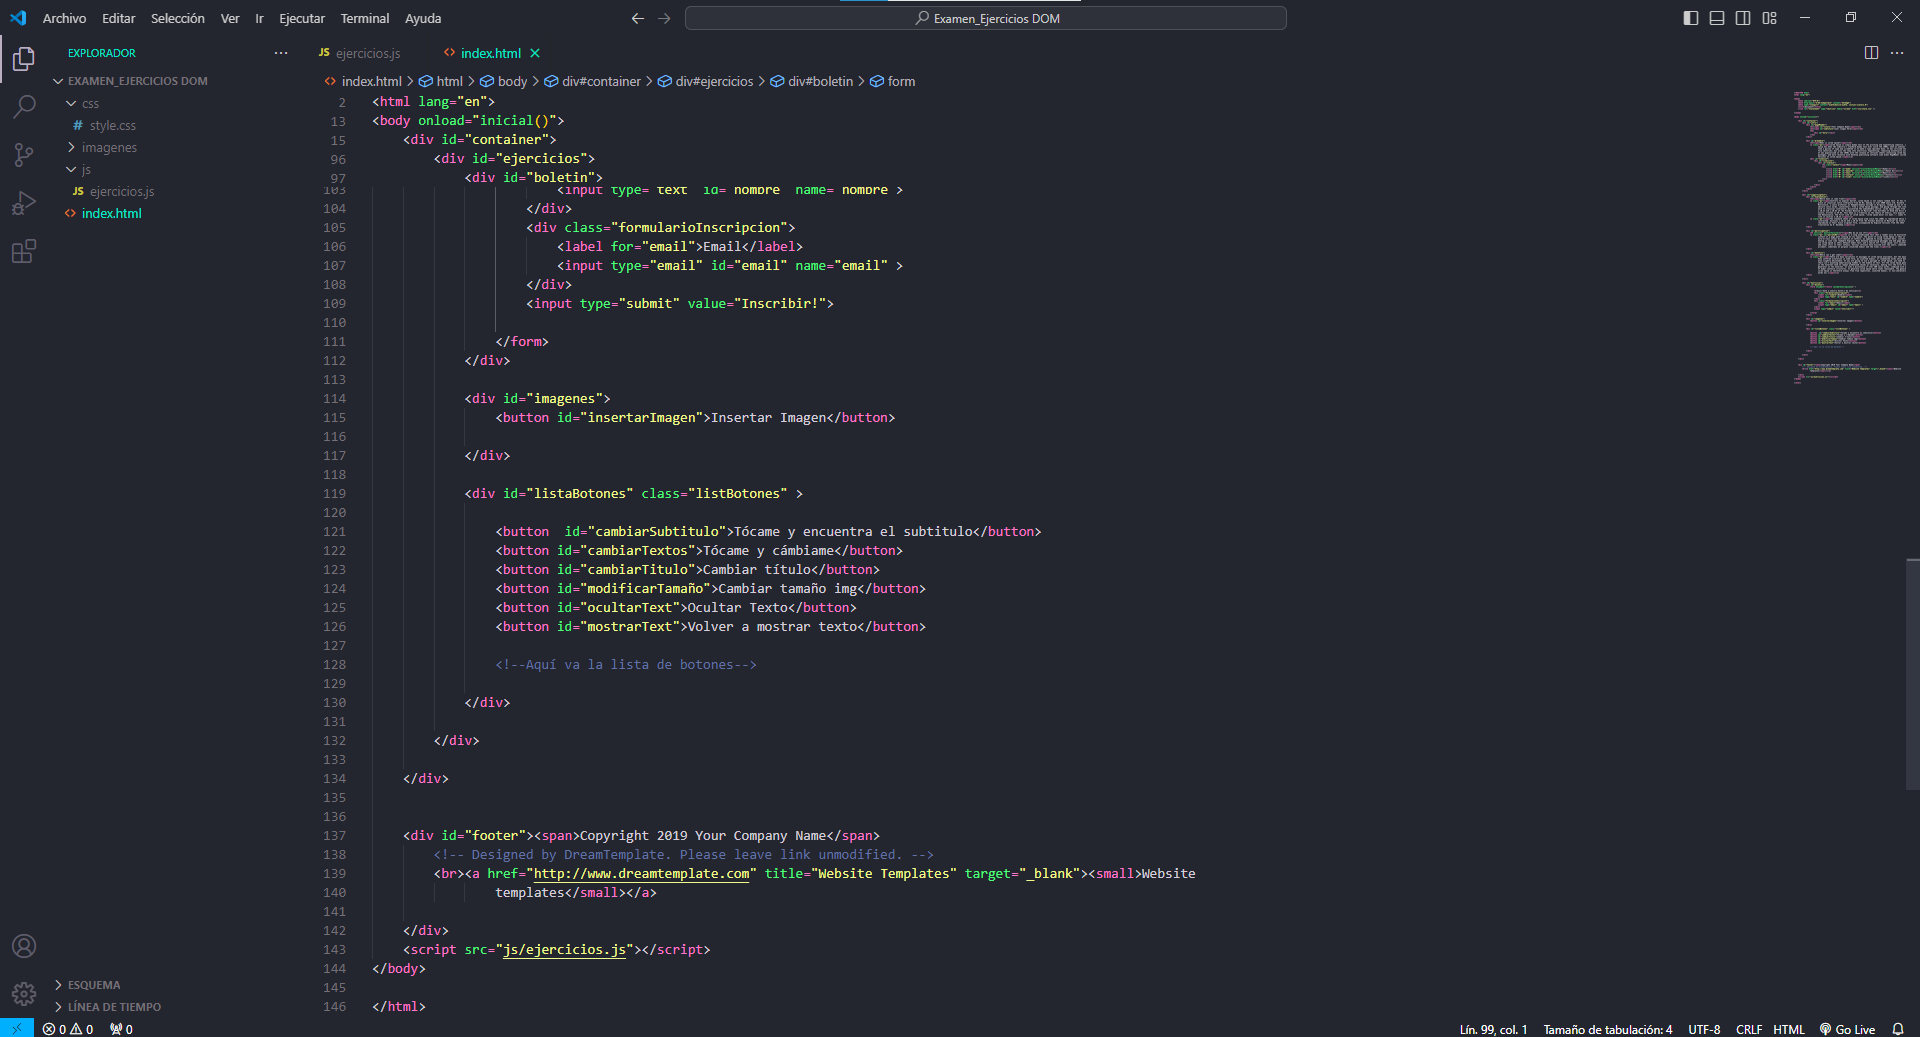 Archivo Editar Selección Ver Ir Ejecutar Terminal Ayuda
Examen_Ejercicios DOM
EXPLORADOR
EXAMEN_EJERCICIOS DOM
css
# style.css
imagenes
js
JS ejercicios.js
<> index.html
JS ejercicios.js
<> index.html
<> index.html > html > body > div#container > div#ejercicios > div#boletin > form
2 <html lang="en">
13 <body onload="inicial()">
15 <div id="container">
96 <div id="ejercicios">
97 <div id="boletin">
103 <input type="text" id="nombre" name="nombre">
104 </div>
105 <div class="formularioInscripcion">
106 <label for="email">Email</label>
107 <input type="email" id="email" name="email" >
108 </div>
109 <input type="submit" value="Inscribir!">
110
111 </form>
112 </div>
113
114 <div id="imagenes">
115 <button id="insertarImagen">Insertar Imagen</button>
116
117 </div>
118
119 <div id="listaBotones" class="listBotones" >
120
121 <button  id="cambiarSubtitulo">Tócame y encuentra el subtitulo</button>
122 <button id="cambiarTextos">Tócame y cámbiame</button>
123 <button id="cambiarTitulo">Cambiar título</button>
124 <button id="modificarTamaño">Cambiar tamaño img</button>
125 <button id="ocultarText">Ocultar Texto</button>
126 <button id="mostrarText">Volver a mostrar texto</button>
127
128 <!--Aquí va la lista de botones-->
129
130 </div>
131
132 </div>
133
134 </div>
135
136
137 <div id="footer"><span>Copyright 2019 Your Company Name</span>
138 <!-- Designed by DreamTemplate. Please leave link unmodified. -->
139 <br><a href="http://www.dreamtemplate.com" title="Website Templates" target="_blank"><small>Website
140 templates</small></a>
141
142 </div>
143 <script src="js/ejercicios.js"></script>
144 </body>
145
146 </html>
ESQUEMA
LÍNEA DE TIEMPO
0 0 0
Lín. 99, col. 1 Tamaño de tabulación: 4 UTF-8 CRLF HTML Go Live